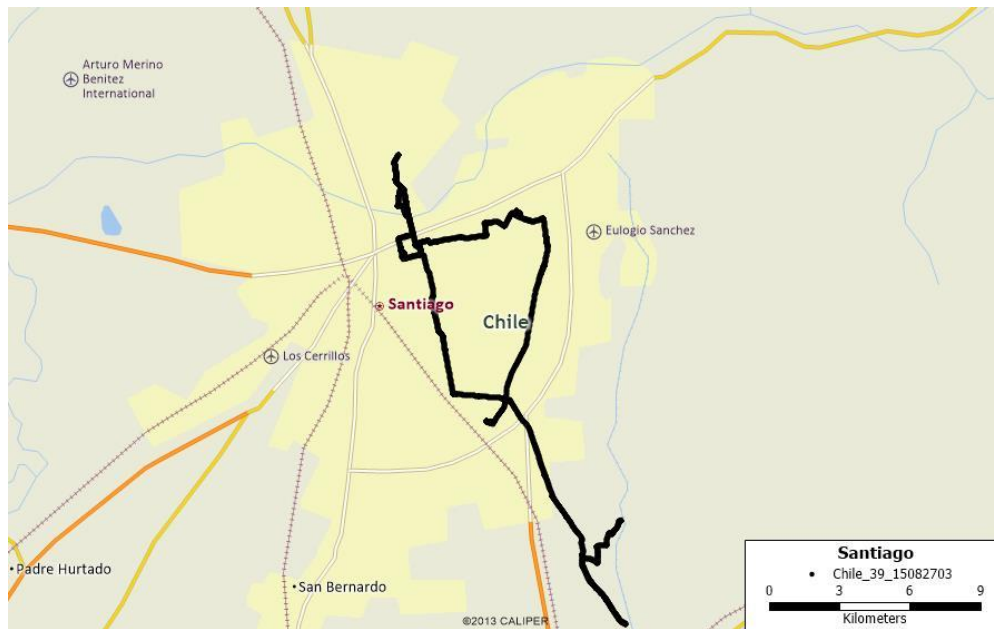 Arturo Merino
Benitez
International
Eulogio Sanchez
Santiago
Chile
Los Cerrillos
Padre Hurtado
San Bernardo
©2013 CALIPER
Santiago
Chile_39_15082703
0 3 6 9
Kilometers